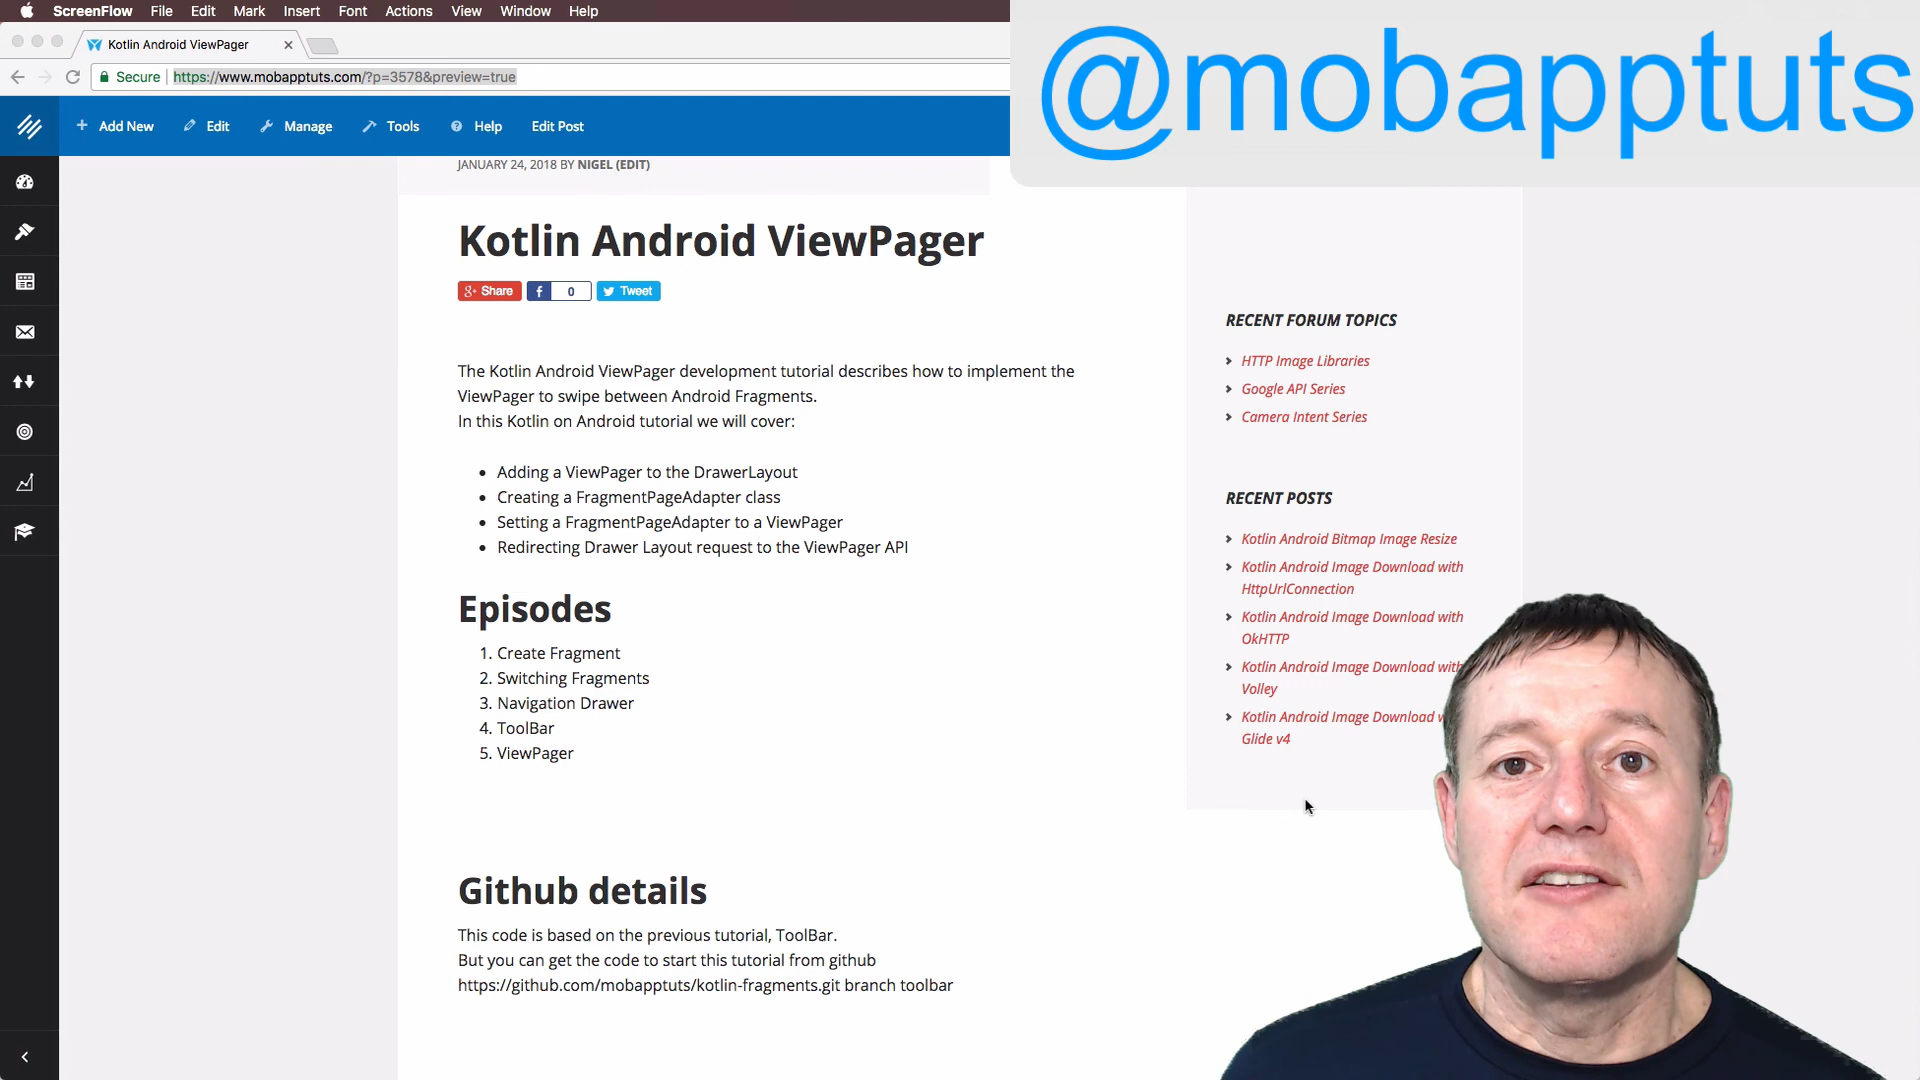 ScreenFlow File Edit Mark Insert Font Actions View Window Help
Kotlin Android ViewPager
Secure https://www.mobapptuts.com/?p=3578&preview=true
@mobapptuts
Add New Edit Manage Tools Help Edit Post
JANUARY 24, 2018 BY NIGEL (EDIT)
Kotlin Android ViewPager
Share 0 Tweet
The Kotlin Android ViewPager development tutorial describes how to implement the
ViewPager to swipe between Android Fragments.
In this Kotlin on Android tutorial we will cover:
Adding a ViewPager to the DrawerLayout
Creating a FragmentPageAdapter class
Setting a FragmentPageAdapter to a ViewPager
Redirecting Drawer Layout request to the ViewPager API
Episodes
1. Create Fragment
2. Switching Fragments
3. Navigation Drawer
4. ToolBar
5. ViewPager
Github details
This code is based on the previous tutorial, ToolBar.
But you can get the code to start this tutorial from github
https://github.com/mobapptuts/kotlin-fragments.git branch toolbar
RECENT FORUM TOPICS
HTTP Image Libraries
Google API Series
Camera Intent Series
RECENT POSTS
Kotlin Android Bitmap Image Resize
Kotlin Android Image Download with
HttpUrlConnection
Kotlin Android Image Download with
OkHTTP
Kotlin Android Image Download with
Volley
Kotlin Android Image Download
Glide v4